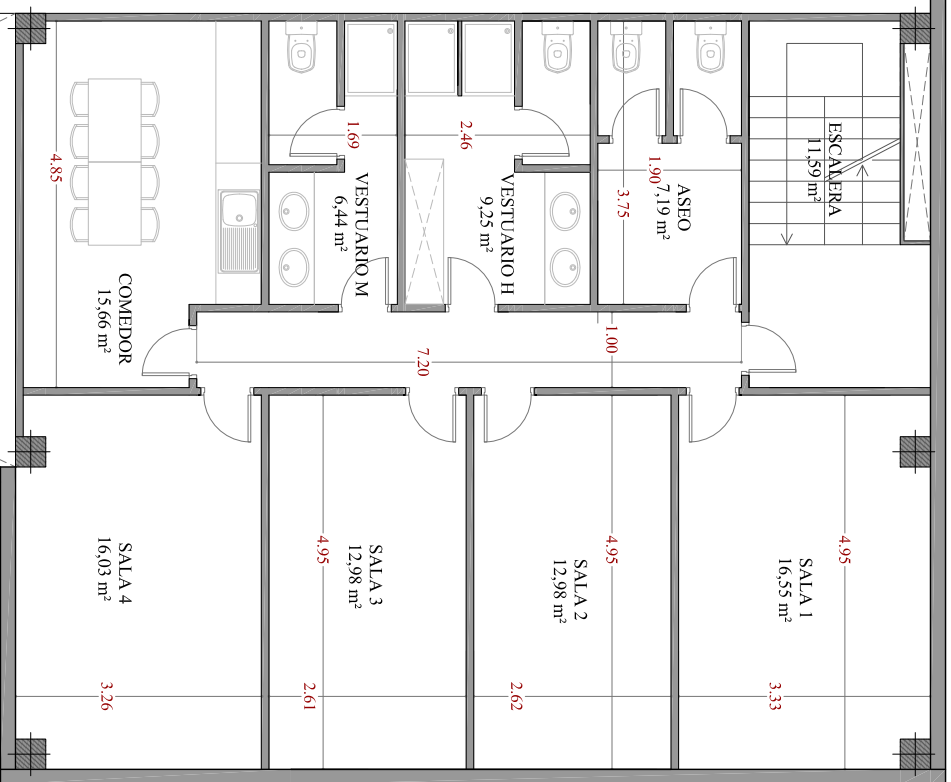 COMEDOR
15,66 m²
4.85
VESTUARIO M
6,44 m²
1.69
VESTUARIO H
9,25 m²
2.46
ASEO
7,19 m²
1.90
3.75
ESCALERA
11,59 m²
7.20
1.00
SALA 4
16,03 m²
3.26
SALA 3
12,98 m²
4.95
2.61
SALA 2
12,98 m²
4.95
2.62
SALA 1
16,55 m²
4.95
3.33